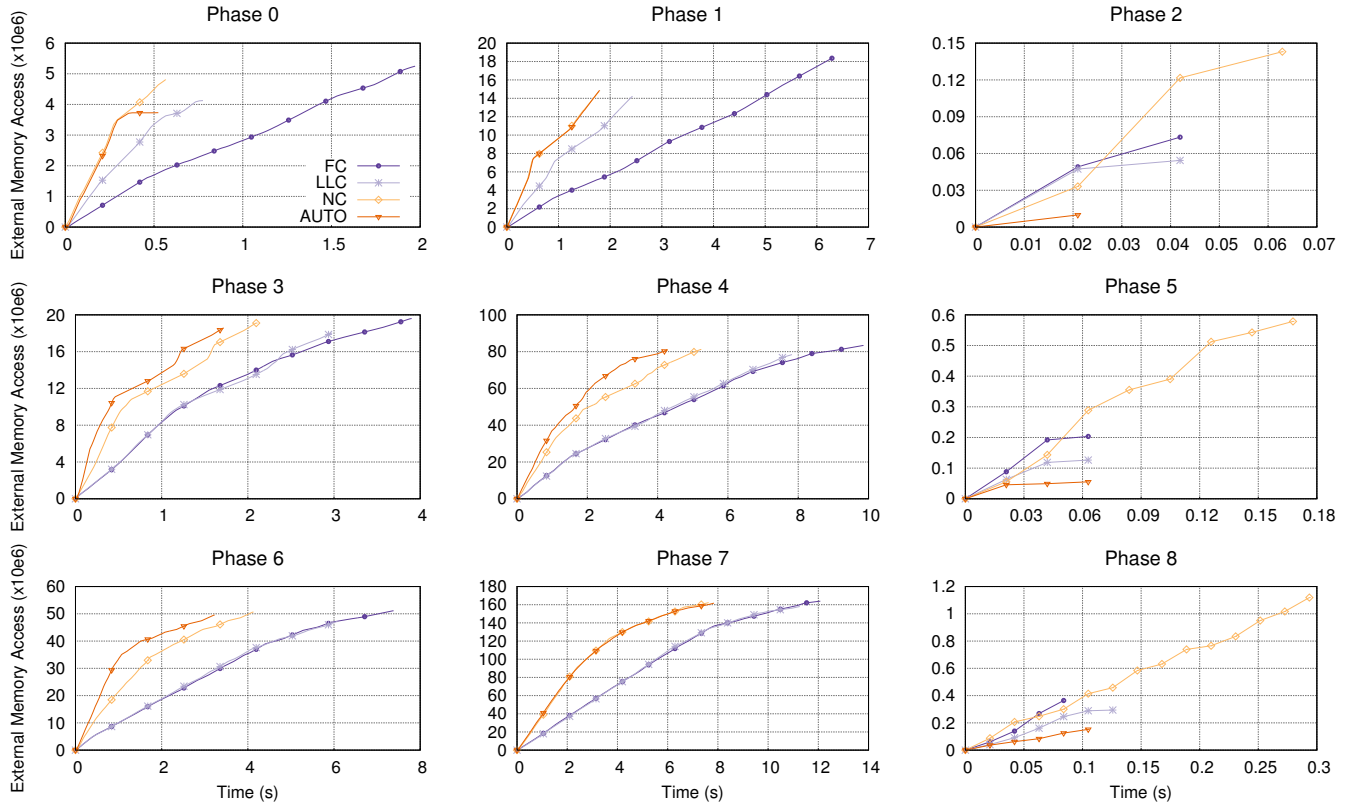 Phase 0
Phase 1
Phase 2
External Memory Access (x10e6)
6
5
4
3
2
1
0
0 0.5 1 1.5 2
FC
LLC
NC
AUTO
20
18
16
14
12
10
8
6
4
2
0
0 1 2 3 4 5 6 7
0.15
0.12
0.09
0.06
0.03
0
0 0.01 0.02 0.03 0.04 0.05 0.06 0.07
Phase 3
Phase 4
Phase 5
External Memory Access (x10e6)
20
16
12
8
4
0
0 1 2 3 4
100
80
60
40
20
0
0 2 4 6 8 10
0.6
0.5
0.4
0.3
0.2
0.1
0
0 0.03 0.06 0.09 0.12 0.15 0.18
Phase 6
Phase 7
Phase 8
External Memory Access (x10e6)
60
50
40
30
20
10
0
0 2 4 6 8
Time (s)
180
160
140
120
100
80
60
40
20
0
0 2 4 6 8 10 12 14
Time (s)
1.2
1
0.8
0.6
0.4
0.2
0
0 0.05 0.1 0.15 0.2 0.25 0.3
Time (s)